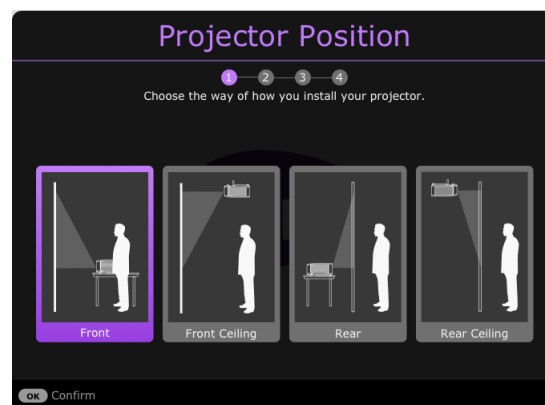 Projector Position
1 2 3 4
Choose the way of how you install your projector.
Front
Front Ceiling
Rear
Rear Ceiling
OK Confirm